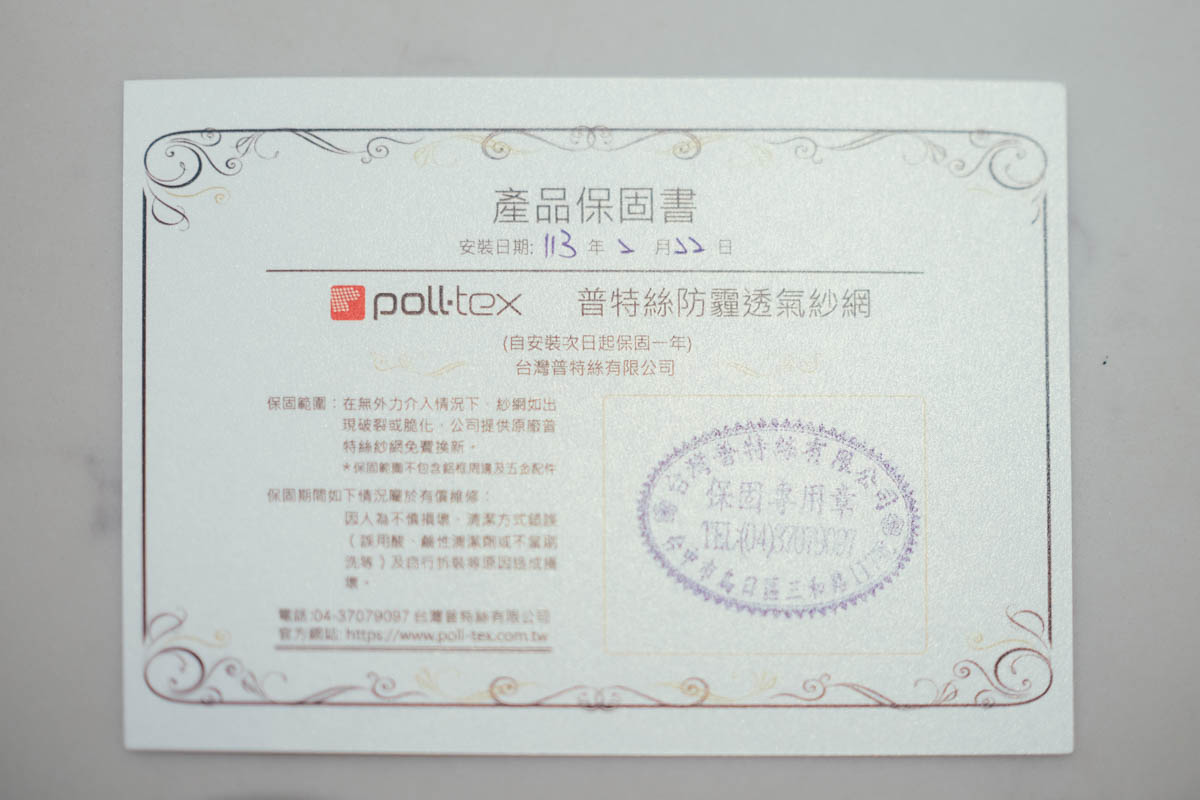 產品保固書
安裝日期: 113 年 2 月 22 日
poll-tex 普特絲防霾透氣紗網
(自安裝次日起保固一年)
台灣普特絲有限公司
保固範圍：在無外力介入情況下，紗網如出
現破裂或脆化，公司提供原廠普
特絲紗網免費換新。
*保固範圍不包含鋁框周邊及五金配件
保固期間如下情況屬於有償維修：
因人為不慎損壞、清潔方式錯誤
（誤用酸、鹼性清潔劑或不當刷
洗等）及自行拆裝等原因造成損
壞。
電話:04-37079097 台灣普特絲有限公司
官方網站: https://www.poll-tex.com.tw
台灣普特絲有限公司
保固專用章
TEL:(04)37079097
台中市烏日區三和路